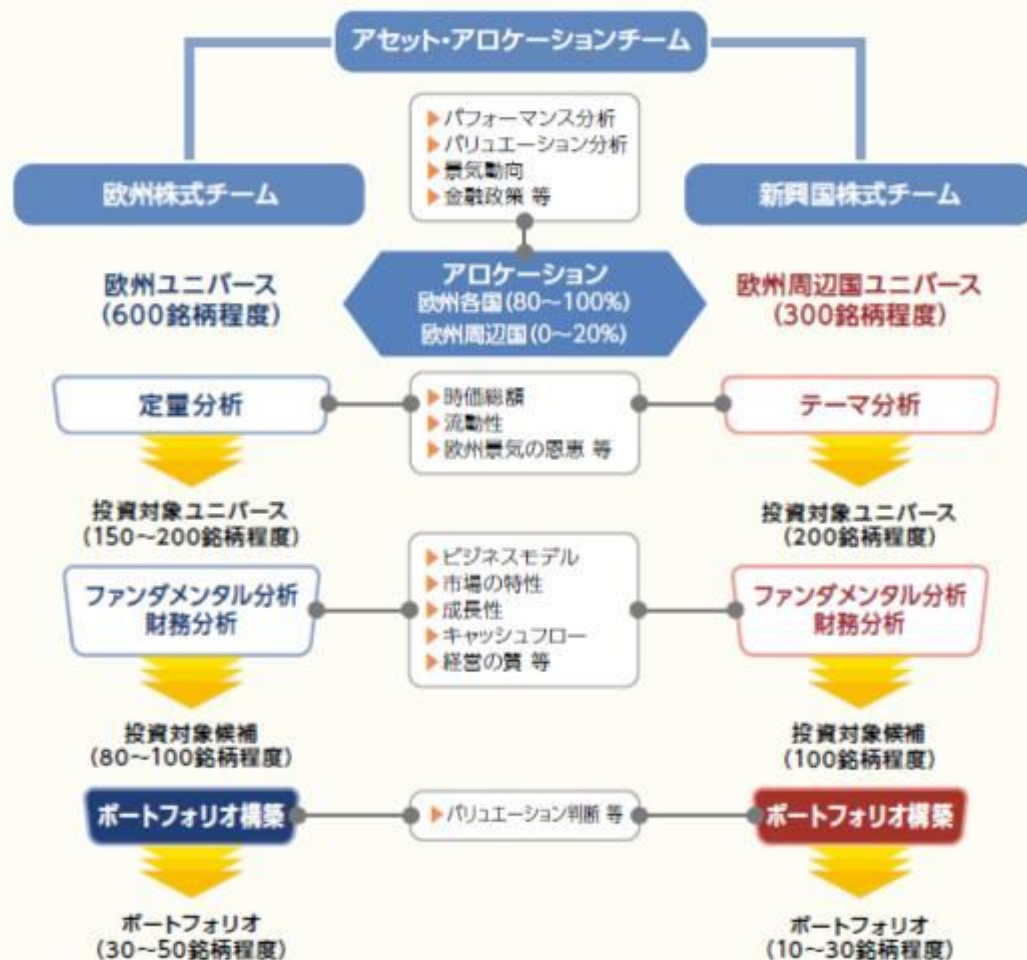 アセット・アロケーションチーム
▶パフォーマンス分析
▶バリュエーション分析
▶景気動向
▶金融政策 等
欧州株式チーム
新興国株式チーム
アロケーション
欧州各国(80～100%)
欧州周辺国(0～20%)
欧州ユニバース
(600銘柄程度)
欧州周辺国ユニバース
(300銘柄程度)
定量分析
▶時価総額
▶流動性
▶欧州景気の恩恵 等
テーマ分析
投資対象ユニバース
(150～200銘柄程度)
投資対象ユニバース
(200銘柄程度)
ファンダメンタル分析
財務分析
▶ビジネスモデル
▶市場の特性
▶成長性
▶キャッシュフロー
▶経営の質 等
ファンダメンタル分析
財務分析
投資対象候補
(80～100銘柄程度)
投資対象候補
(100銘柄程度)
ポートフォリオ構築
▶バリュエーション判断 等
ポートフォリオ構築
ポートフォリオ
(30～50銘柄程度)
ポートフォリオ
(10～30銘柄程度)